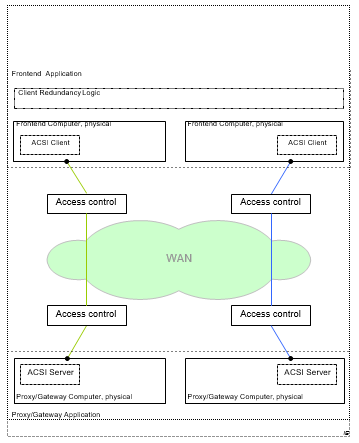 Frontend Application
Client Redundancy Logic
Frontend Computer, physical
Frontend Computer, physical
ACSI Client
ACSI Client
Access control
Access control
WAN
Access control
Access control
ACSI Server
ACSI Server
Proxy/Gateway Computer, physical
Proxy/Gateway Computer, physical
Proxy/Gateway Application